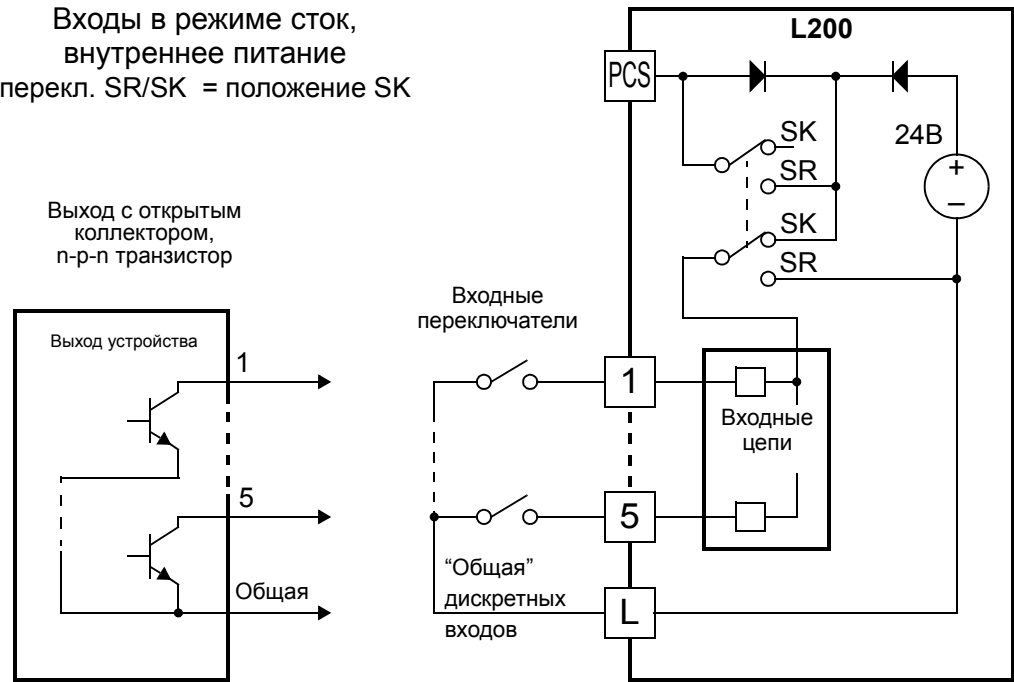 Входы в режиме сток,
внутреннее питание
перекл. SR/SK = положение SK
L200
PCS
SK
SR
24В
+
–
SK
SR
Выход с открытым
коллектором,
n-p-n транзистор
Выход устройства
1
5
Общая
Входные
переключатели
1
5
L
Входные
цепи
“Общая”
дискретных
входов